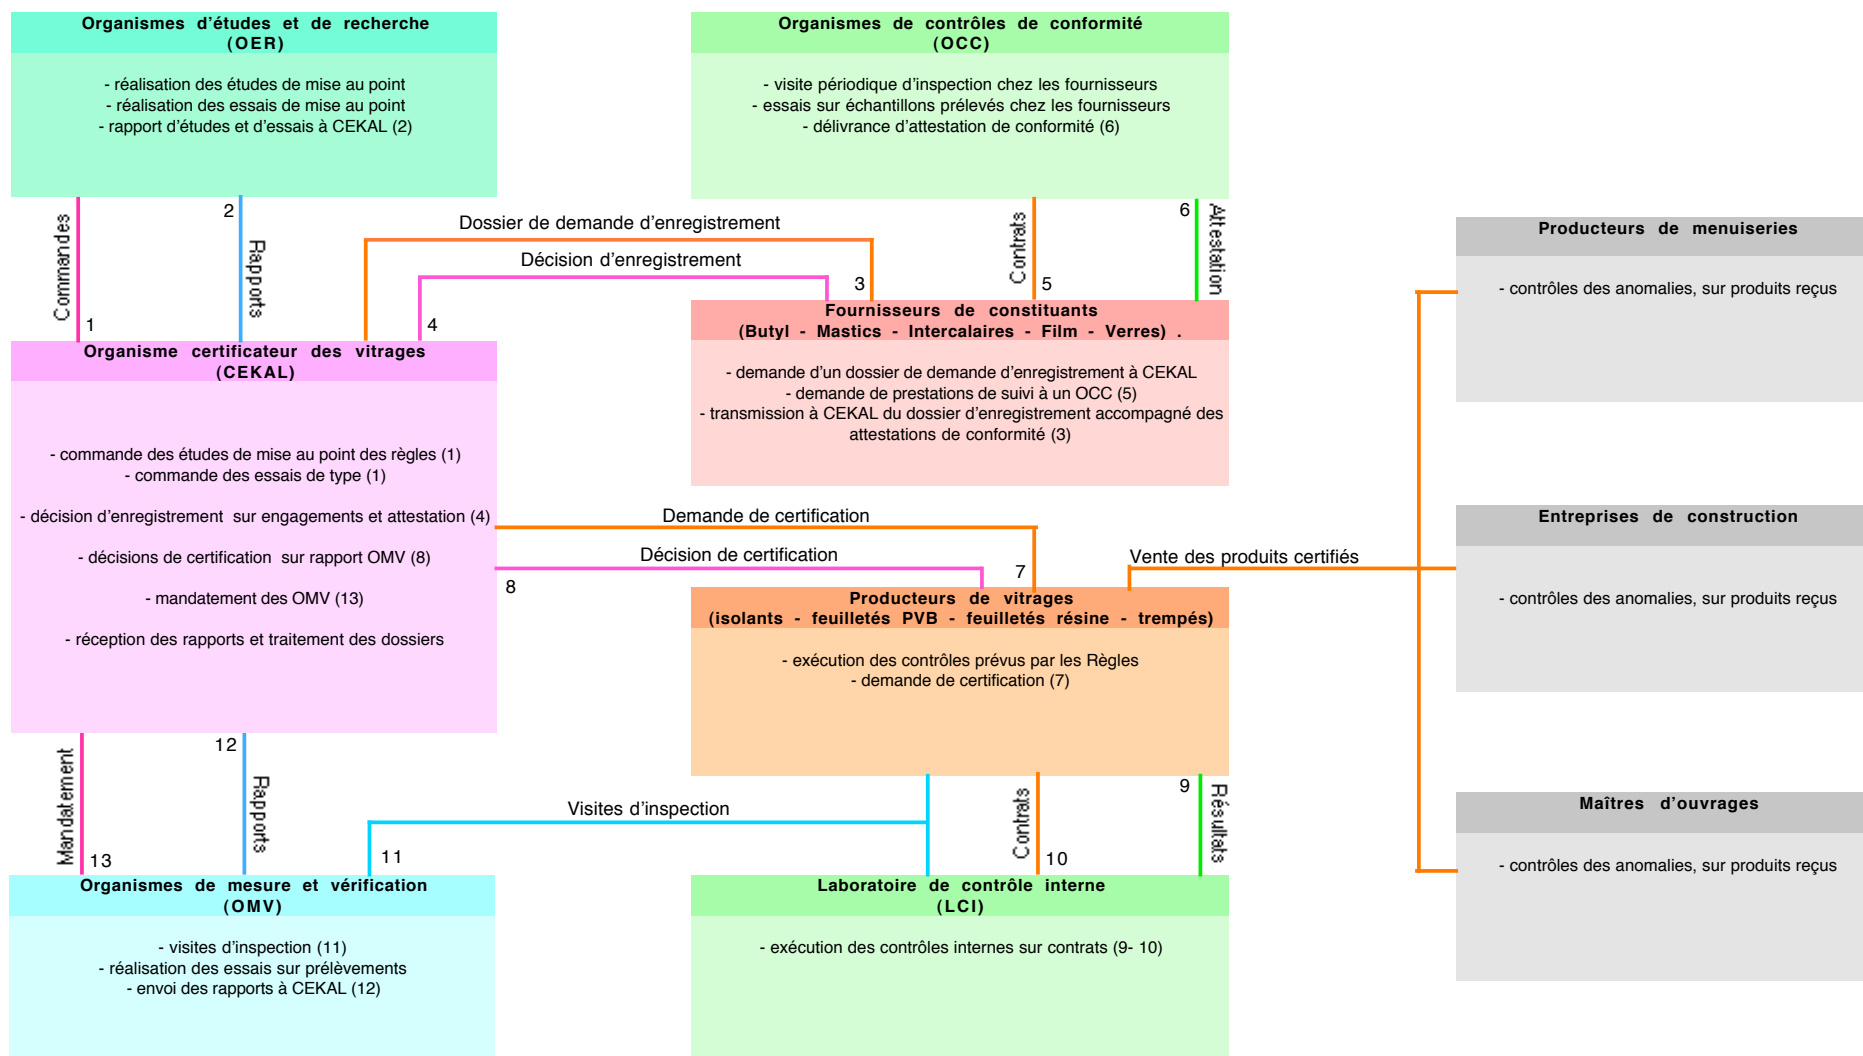 Organismes d'études et de recherche
(OER)
- réalisation des études de mise au point
- réalisation des essais de mise au point
- rapport d'études et d'essais à CEKAL (2)
Organismes de contrôles de conformité
(OCC)
- visite périodique d'inspection chez les fournisseurs
- essais sur échantillons prélevés chez les fournisseurs
- délivrance d'attestation de conformité (6)
Commandes
1
2
Rapports
Dossier de demande d'enregistrement
3
Décision d'enregistrement
4
Contrats
5
6
Attestation
Organisme certificateur des vitrages
(CEKAL)
- commande des études de mise au point des règles (1)
- commande des essais de type (1)
- décision d'enregistrement sur engagements et attestation (4)
- décisions de certification sur rapport OMV (8)
- mandatement des OMV (13)
- réception des rapports et traitement des dossiers
Fournisseurs de constituants
(Butyl - Mastics - Intercalaires - Film - Verres) .
- demande d'un dossier de demande d'enregistrement à CEKAL
- demande de prestations de suivi à un OCC (5)
- transmission à CEKAL du dossier d'enregistrement accompagné des
attestations de conformité (3)
Demande de certification
7
Décision de certification
8
Vente des produits certifiés
Producteurs de vitrages
(isolants - feuilletés PVB - feuilletés résine - trempés)
- exécution des contrôles prévus par les Règles
- demande de certification (7)
Mandatement
13
12
Rapports
Visites d'inspection
11
Contrats
10
9
Résultats
Organismes de mesure et vérification
(OMV)
- visites d'inspection (11)
- réalisation des essais sur prélèvements
- envoi des rapports à CEKAL (12)
Laboratoire de contrôle interne
(LCI)
- exécution des contrôles internes sur contrats (9- 10)
Producteurs de menuiseries
- contrôles des anomalies, sur produits reçus
Entreprises de construction
- contrôles des anomalies, sur produits reçus
Maîtres d'ouvrages
- contrôles des anomalies, sur produits reçus